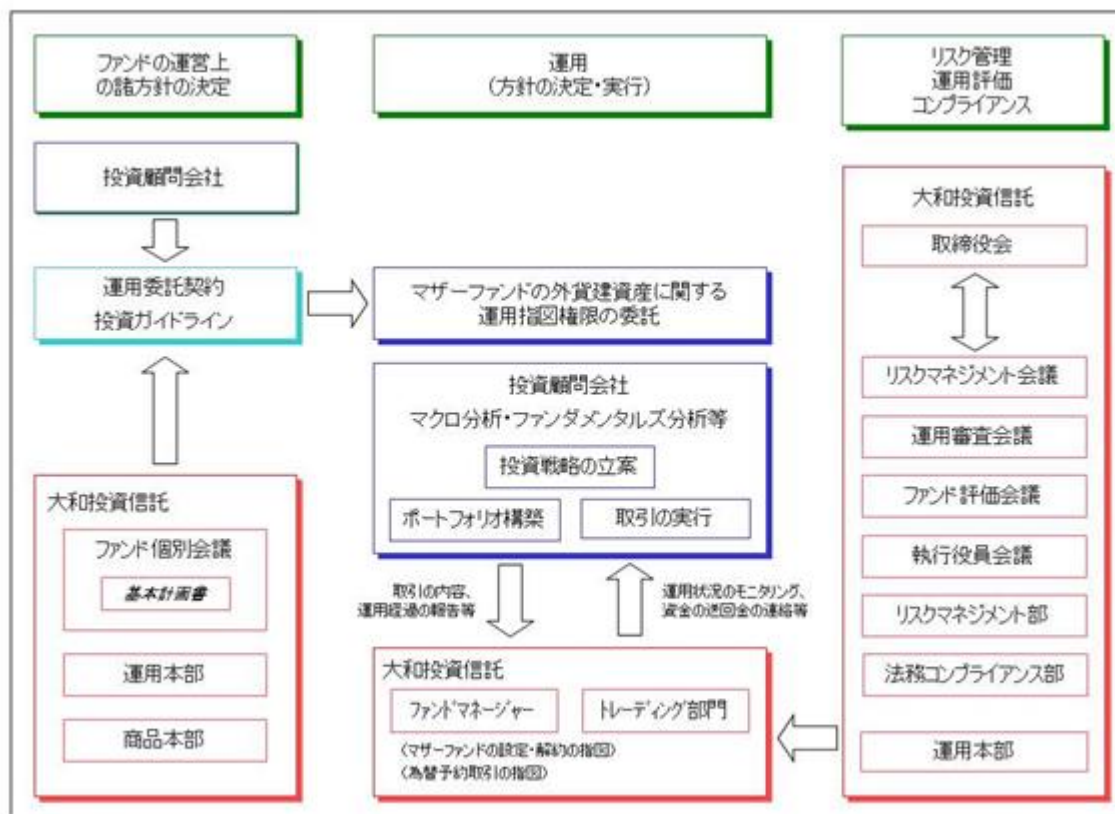 ファンドの運営上
の諸方針の決定
運用
(方針の決定・実行)
リスク管理
運用評価
コンプライアンス
投資顧問会社
運用委託契約
投資ガイドライン
マザーファンドの外貨建資産に関する
運用指図権限の委託
投資顧問会社
マクロ分析・ファンダメンタルズ分析等
投資戦略の立案
ポートフォリオ構築
取引の実行
取引の内容、
運用経過の報告等
運用状況のモニタリング、
資金の送回金の連絡等
大和投資信託
ファンド個別会議
基本計画書
運用本部
商品本部
大和投資信託
ファンドマネージャー
トレーディング部門
(マザーファンドの設定・解約の指図)
(為替予約取引の指図)
大和投資信託
取締役会
リスクマネジメント会議
運用審査会議
ファンド評価会議
執行役員会議
リスクマネジメント部
法務コンプライアンス部
運用本部